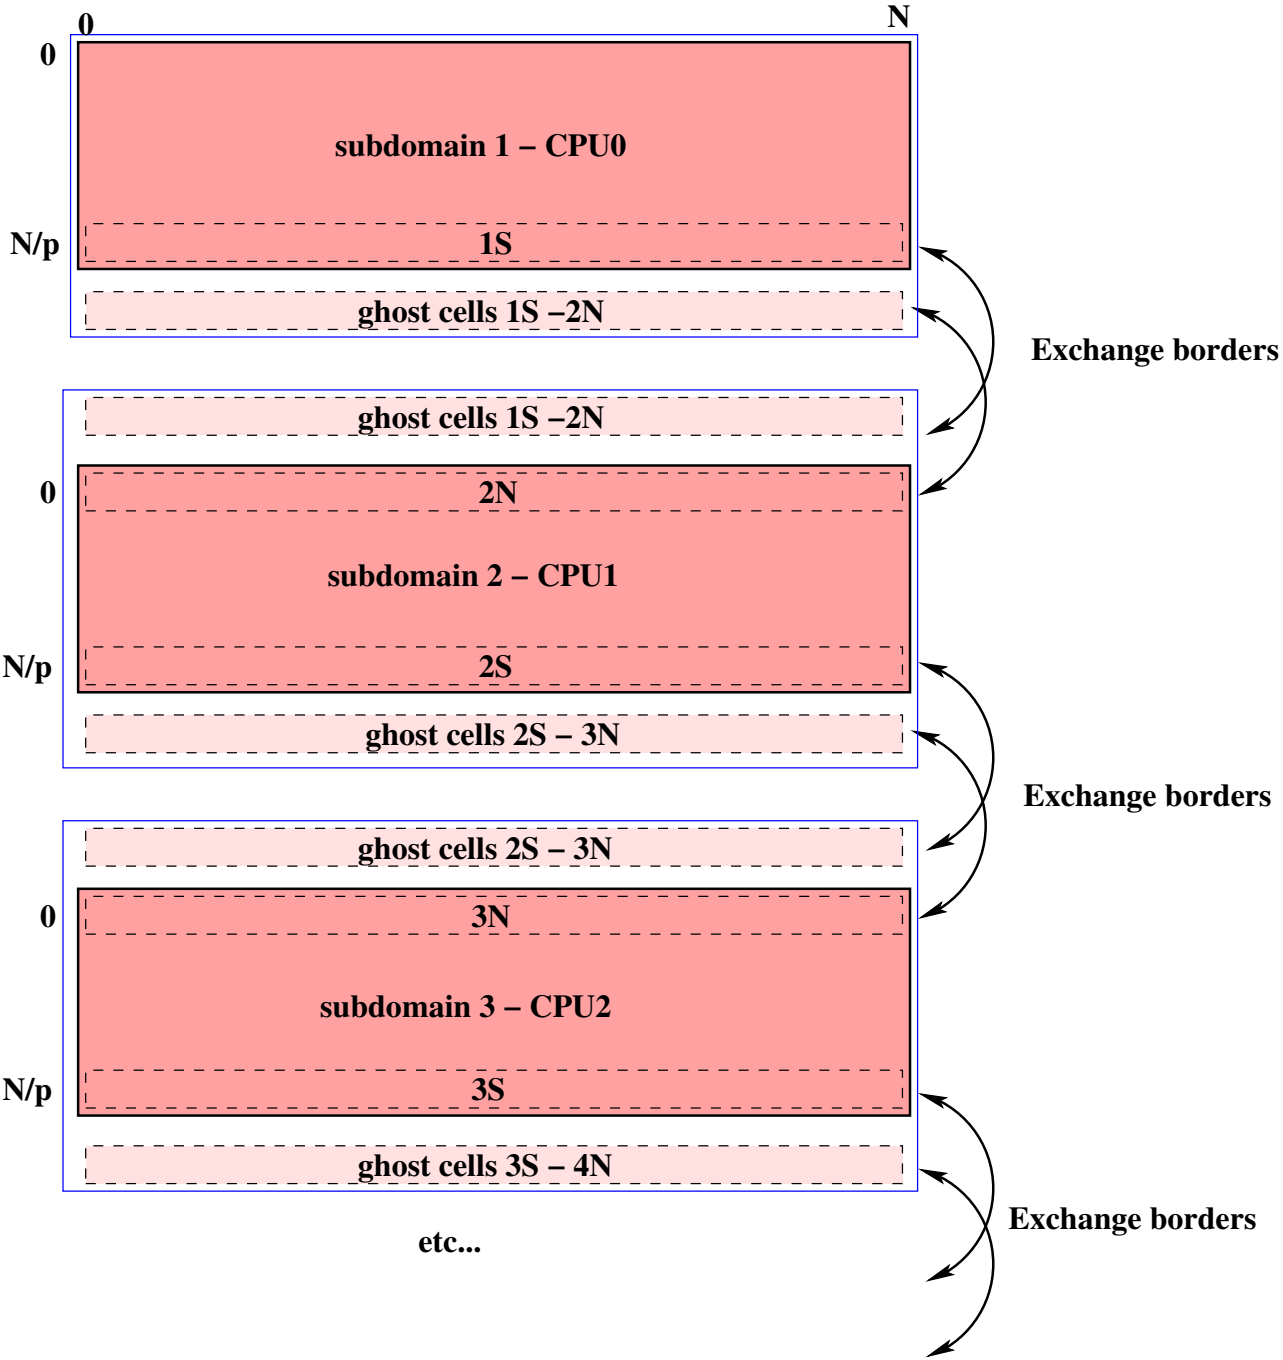 0
N
0
subdomain 1 – CPU0
N/p
1S
ghost cells 1S –2N
Exchange borders
ghost cells 1S –2N
0
2N
subdomain 2 – CPU1
N/p
2S
ghost cells 2S – 3N
Exchange borders
ghost cells 2S – 3N
0
3N
subdomain 3 – CPU2
N/p
3S
ghost cells 3S – 4N
Exchange borders
etc...